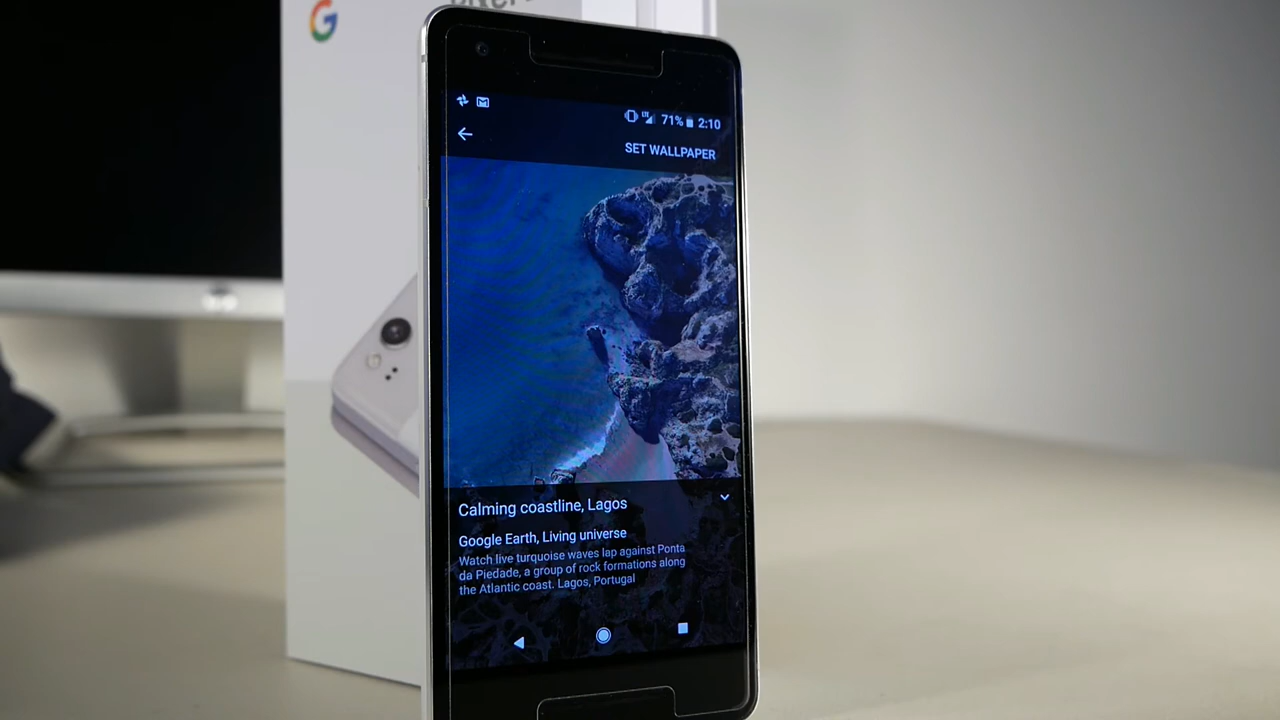 G
71% 2:10
SET WALLPAPER
Calming coastline, Lagos
Google Earth, Living universe
Watch live turquoise waves lap against Ponta
da Piedade, a group of rock formations along
the Atlantic coast. Lagos, Portugal